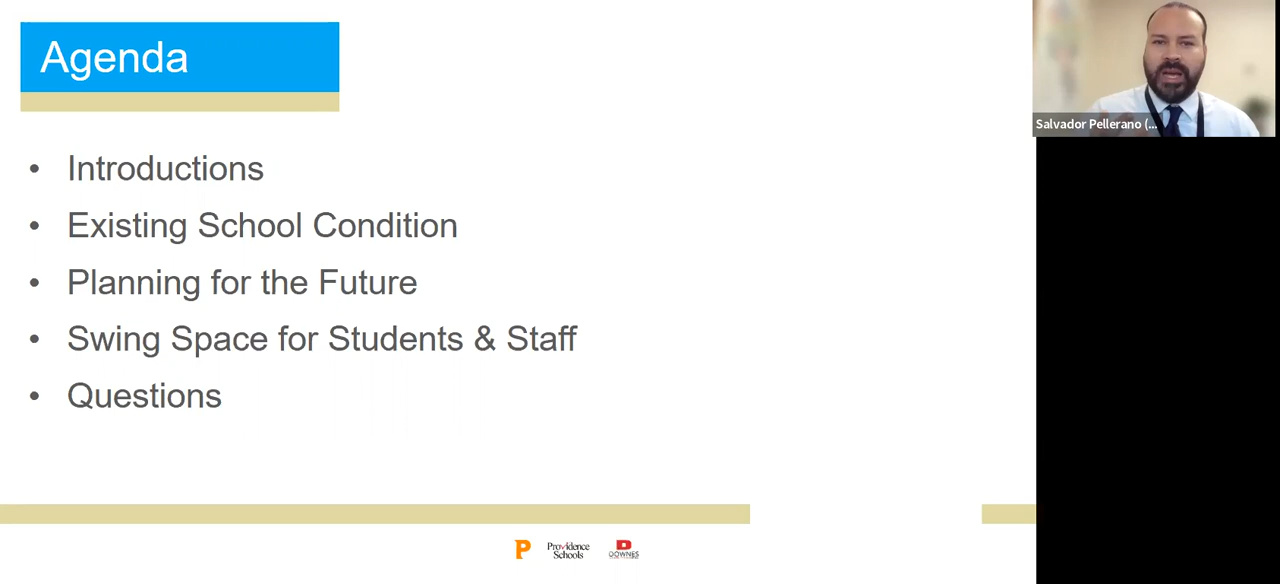 Agenda
Salvador Pellerano (...
• Introductions
• Existing School Condition
• Planning for the Future
• Swing Space for Students & Staff
• Questions
P
Providence
Schools
D
DOWNES